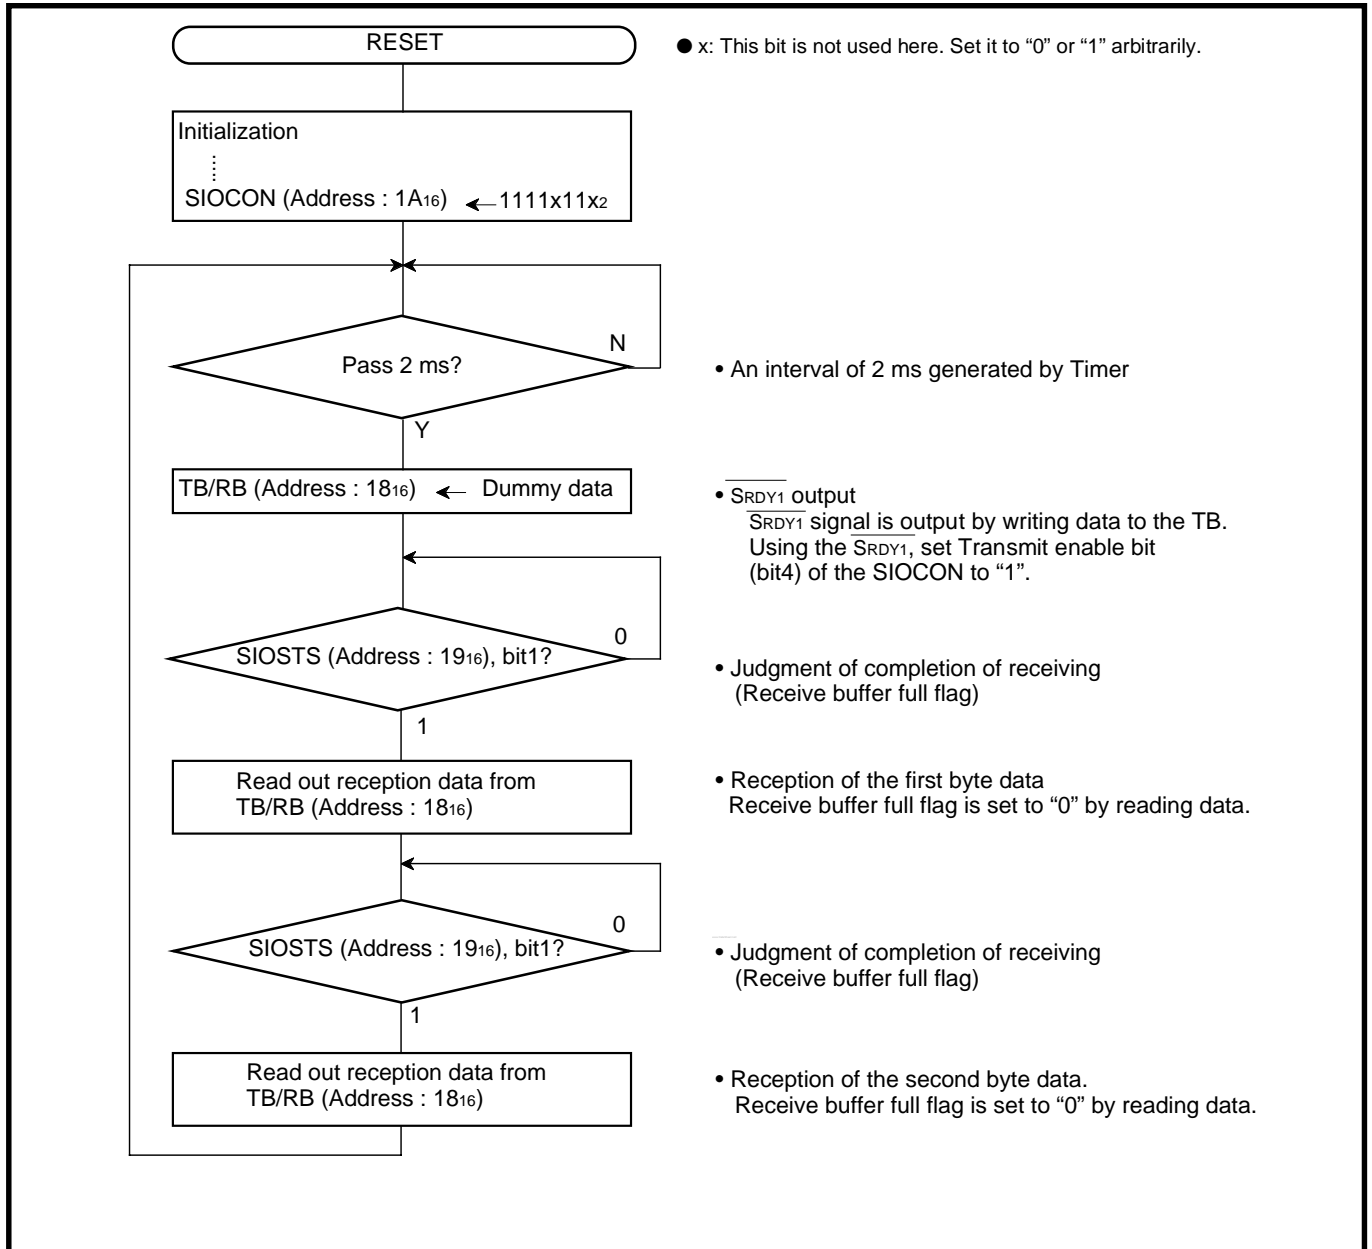 RESET
● x: This bit is not used here. Set it to “0” or “1” arbitrarily.
Initialization
SIOCON (Address : 1A16) ← 1111x11x2
N
Pass 2 ms?
• An interval of 2 ms generated by Timer
Y
TB/RB (Address : 1816) ← Dummy data
• SRDY1 output
SRDY1 signal is output by writing data to the TB.
Using the SRDY1, set Transmit enable bit
(bit4) of the SIOCON to “1”.
0
SIOSTS (Address : 1916), bit1?
• Judgment of completion of receiving
(Receive buffer full flag)
1
Read out reception data from
TB/RB (Address : 1816)
• Reception of the first byte data
Receive buffer full flag is set to “0” by reading data.
0
SIOSTS (Address : 1916), bit1?
• Judgment of completion of receiving
(Receive buffer full flag)
1
Read out reception data from
TB/RB (Address : 1816)
• Reception of the second byte data.
Receive buffer full flag is set to “0” by reading data.